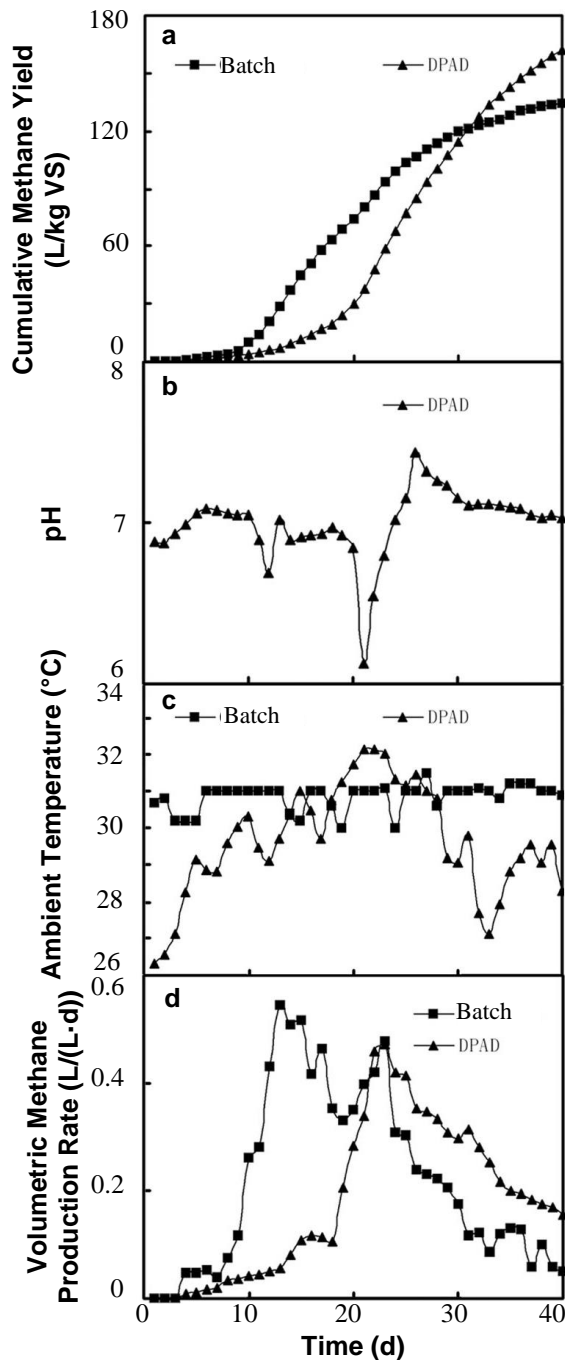 180
a
Batch
DPAD
120
60
0
Cumulative Methane Yield
(L/kg VS)
8
b
DPAD
7
6
pH
34
c
Batch
DPAD
32
30
28
26
Ambient Temperature (°C)
0.6
d
Batch
DPAD
0.4
0.2
0
Volumetric Methane
Production Rate (L/(L·d))
0 10 20 30 40
Time (d)